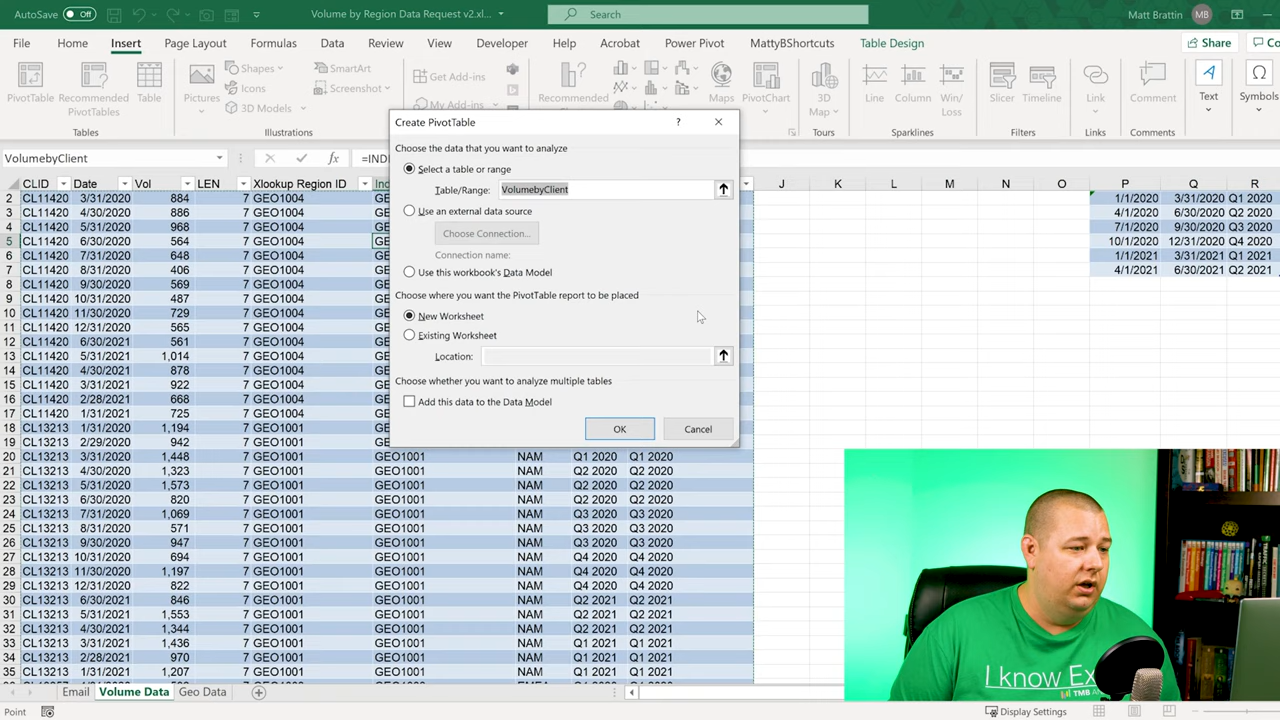 AutoSave Off Volume by Region Data Request v2.xl... Search Matt Brattin MB
File Home Insert Page Layout Formulas Data Review View Developer Help Acrobat Power Pivot MattyBShortcuts Table Design Share Co
PivotTable Recommended PivotTables Table Pictures Shapes Icons 3D Models SmartArt Screenshot Get Add-ins My Add-ins Recommended Maps PivotChart 3D Map Line Column Win/Loss Slicer Timeline Link Comment Text Symbols
Tables Illustrations Tours Sparklines Filters Links Comments
VolumebyClient fx =INDI
Create PivotTable ?
Choose the data that you want to analyze
Select a table or range
Table/Range: VolumebyClient
Use an external data source
Choose Connection...
Connection name:
Use this workbook's Data Model
Choose where you want the PivotTable report to be placed
New Worksheet
Existing Worksheet
Location:
Choose whether you want to analyze multiple tables
Add this data to the Data Model
OK Cancel
CLID Date Vol LEN Xlookup Region ID J K L M N O P Q R
2 CL11420 3/31/2020 884 7 GEO1004 1/1/2020 3/31/2020 Q1 2020
3 CL11420 4/30/2020 886 7 GEO1004 4/1/2020 6/30/2020 Q2 2020
4 CL11420 5/31/2020 968 7 GEO1004 7/1/2020 9/30/2020 Q3 2020
5 CL11420 6/30/2020 564 7 GEO1004 10/1/2020 12/31/2020 Q4 2020
6 CL11420 7/31/2020 648 7 GEO1004 1/1/2021 3/31/2021 Q1 2021
7 CL11420 8/31/2020 406 7 GEO1004 4/1/2021 6/30/2021 Q2 2021
8 CL11420 9/30/2020 569 7 GEO1004
9 CL11420 10/31/2020 487 7 GEO1004
10 CL11420 11/30/2020 729 7 GEO1004
11 CL11420 12/31/2020 565 7 GEO1004
12 CL11420 6/30/2021 561 7 GEO1004
13 CL11420 5/31/2021 1,014 7 GEO1004
14 CL11420 4/30/2021 878 7 GEO1004
15 CL11420 3/31/2021 922 7 GEO1004
16 CL11420 2/28/2021 668 7 GEO1004
17 CL11420 1/31/2021 725 7 GEO1004
18 CL13213 1/31/2020 1,194 7 GEO1001
19 CL13213 2/29/2020 942 7 GEO1001
20 CL13213 3/31/2020 1,448 7 GEO1001 GEO1001 NAM Q1 2020 Q1 2020
21 CL13213 4/30/2020 1,323 7 GEO1001 GEO1001 NAM Q2 2020 Q2 2020
22 CL13213 5/31/2020 1,573 7 GEO1001 GEO1001 NAM Q2 2020 Q2 2020
23 CL13213 6/30/2020 820 7 GEO1001 GEO1001 NAM Q2 2020 Q2 2020
24 CL13213 7/31/2020 1,069 7 GEO1001 GEO1001 NAM Q3 2020 Q3 2020
25 CL13213 8/31/2020 571 7 GEO1001 GEO1001 NAM Q3 2020 Q3 2020
26 CL13213 9/30/2020 947 7 GEO1001 GEO1001 NAM Q3 2020 Q3 2020
27 CL13213 10/31/2020 694 7 GEO1001 GEO1001 NAM Q4 2020 Q4 2020
28 CL13213 11/30/2020 1,197 7 GEO1001 GEO1001 NAM Q4 2020 Q4 2020
29 CL13213 12/31/2020 822 7 GEO1001 GEO1001 NAM Q4 2020 Q4 2020
30 CL13213 6/30/2021 846 7 GEO1001 GEO1001 NAM Q2 2021 Q2 2021
31 CL13213 5/31/2021 1,553 7 GEO1001 GEO1001 NAM Q2 2021 Q2 2021
32 CL13213 4/30/2021 1,344 7 GEO1001 GEO1001 NAM Q2 2021 Q2 2021
33 CL13213 3/31/2021 1,436 7 GEO1001 GEO1001 NAM Q1 2021 Q1 2021
34 CL13213 2/28/2021 970 7 GEO1001 GEO1001 NAM Q1 2021 Q1 2021
35 CL13213 1/31/2021 1,207 7 GEO1001 GEO1001 NAM Q1 2021 Q1 2021
I know Ex
TMB
Email Volume Data Geo Data
Point Display Settings